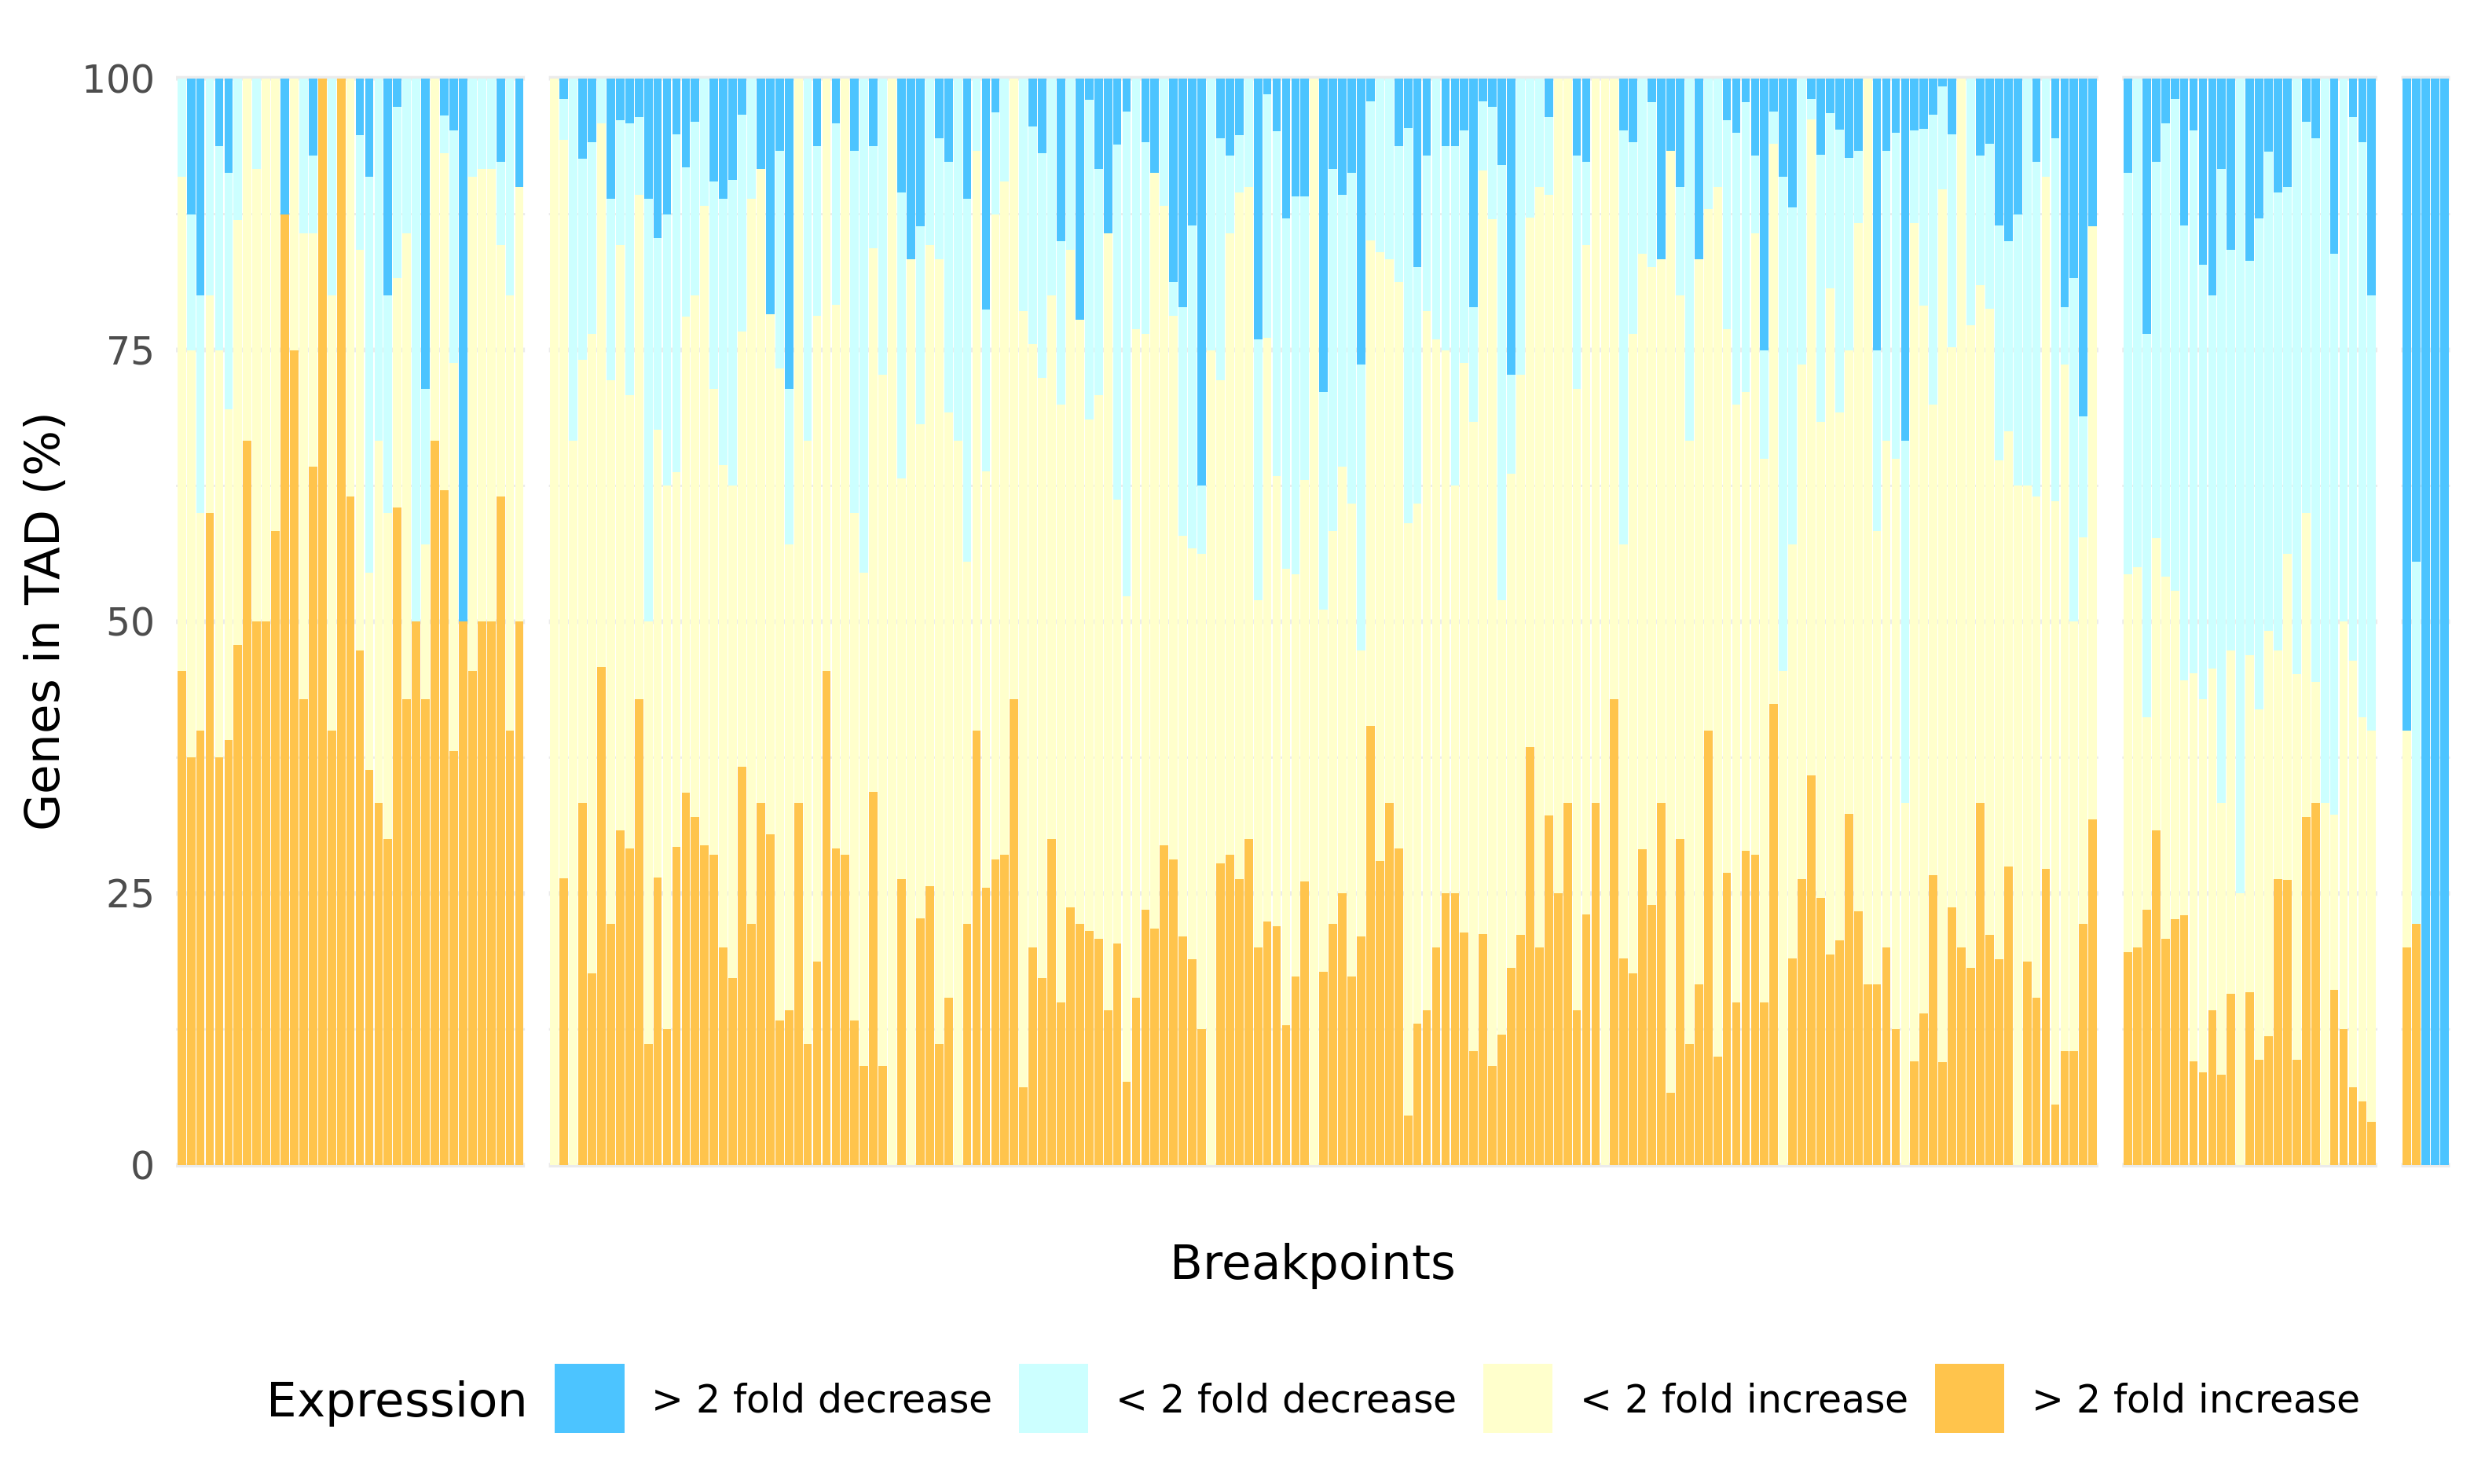 100
75
50
25
0
Genes in TAD (%)
Breakpoints
Expression > 2 fold decrease < 2 fold decrease < 2 fold increase > 2 fold increase